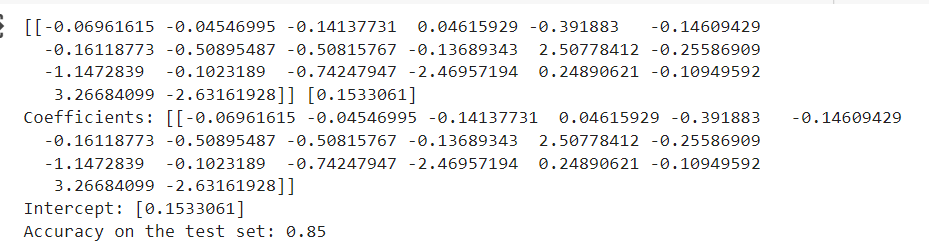 [[-0.06961615 -0.04546995 -0.14137731  0.04615929 -0.391883   -0.14609429
  -0.16118773 -0.50895487 -0.50815767 -0.13689343  2.50778412 -0.25586909
  -1.1472839  -0.1023189  -0.74247947 -2.46957194  0.24890621 -0.10949592
   3.26684099 -2.63161928]] [0.1533061]
Coefficients: [[-0.06961615 -0.04546995 -0.14137731  0.04615929 -0.391883   -0.14609429
  -0.16118773 -0.50895487 -0.50815767 -0.13689343  2.50778412 -0.25586909
  -1.1472839  -0.1023189  -0.74247947 -2.46957194  0.24890621 -0.10949592
   3.26684099 -2.63161928]]
Intercept: [0.1533061]
Accuracy on the test set: 0.85